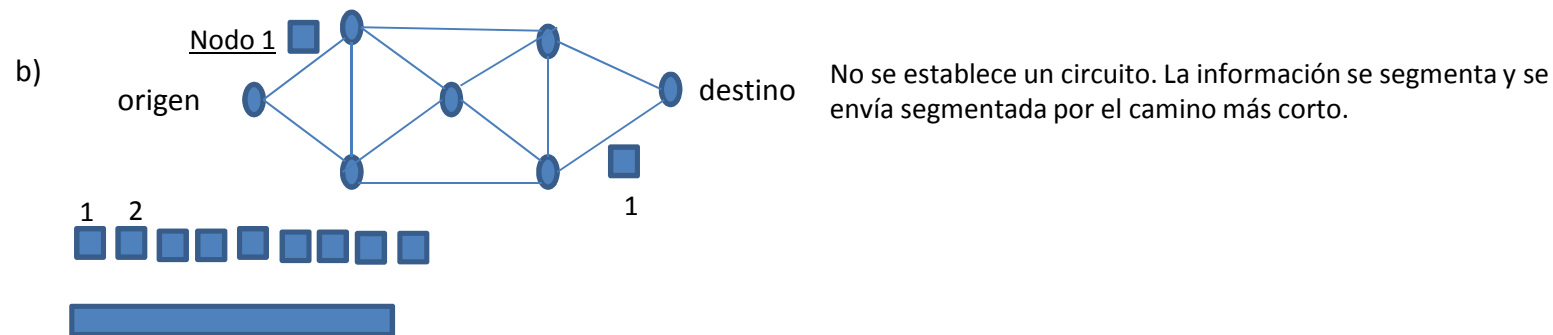 Nodo 1
b)
origen
destino
No se establece un circuito. La información se segmenta y se
envía segmentada por el camino más corto.
1
1 2